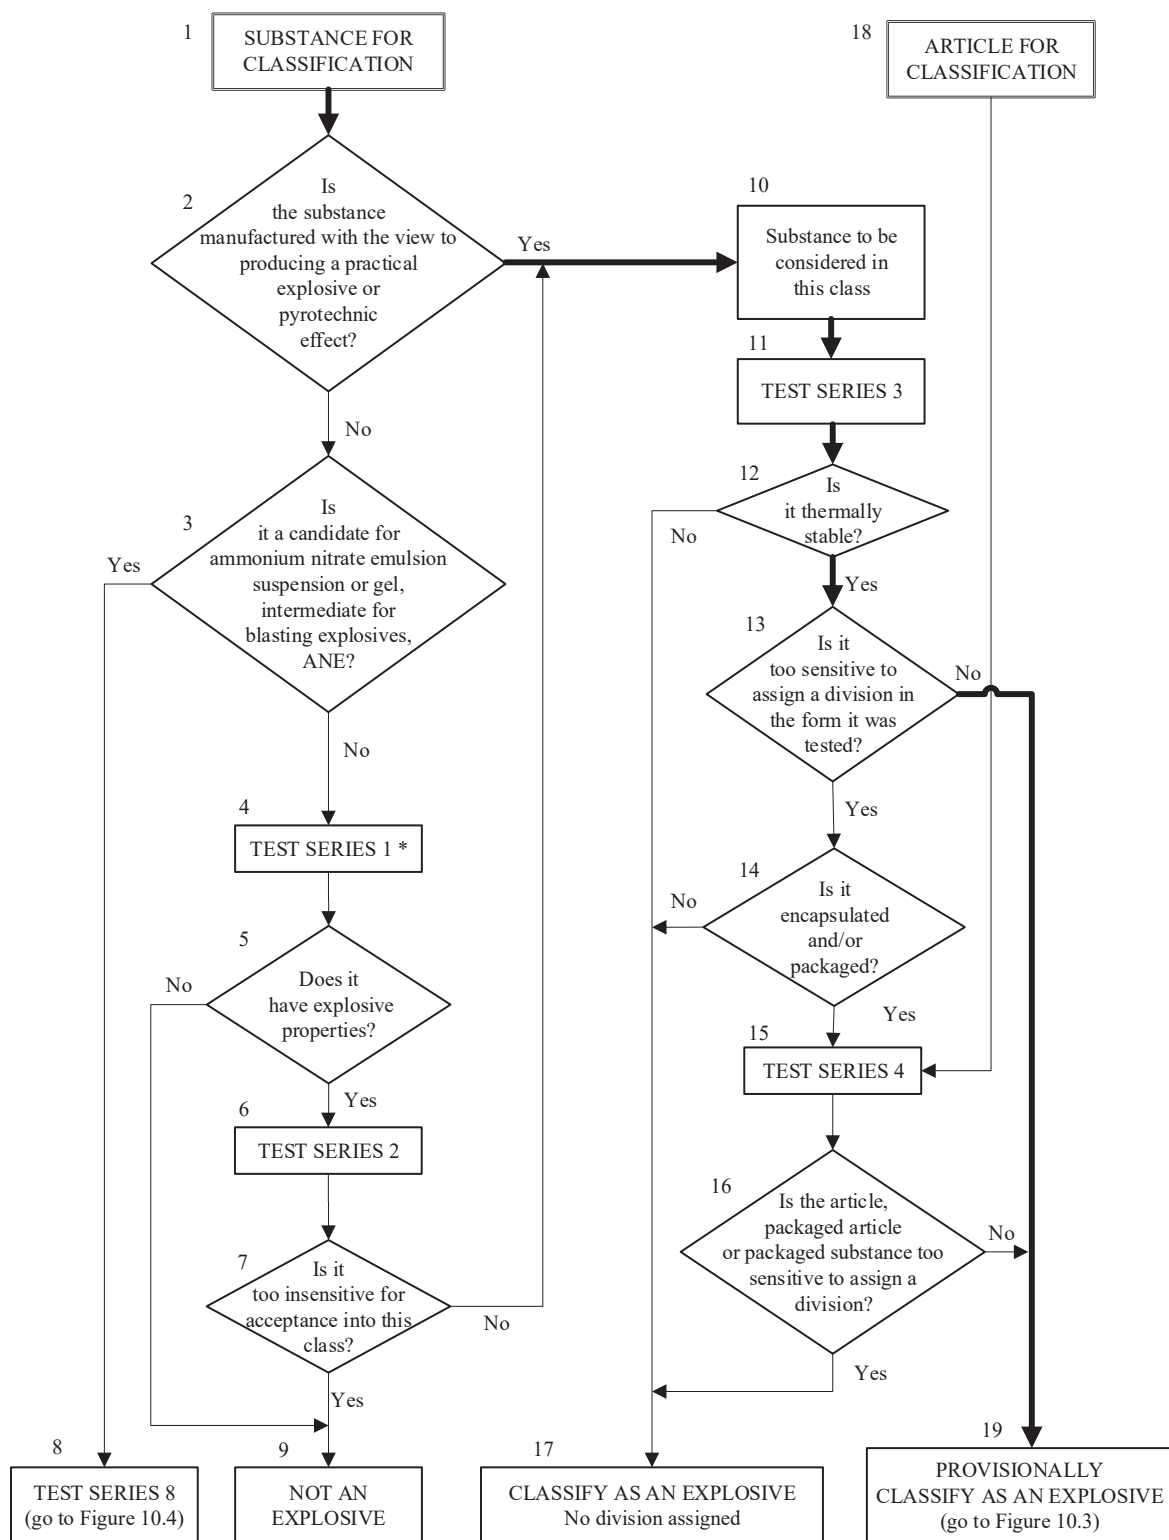 1
SUBSTANCE FOR
CLASSIFICATION
18
ARTICLE FOR
CLASSIFICATION
2
Is
the substance
manufactured with the view to
producing a practical
explosive or
pyrotechnic
effect?
Yes
No
10
Substance to be
considered in
this class
11
TEST SERIES 3
12
Is
it thermally
stable?
No
Yes
3
Is
it a candidate for
ammonium nitrate emulsion
suspension or gel,
intermediate for
blasting explosives,
ANE?
Yes
No
13
Is it
too sensitive to
assign a division in
the form it was
tested?
No
Yes
4
TEST SERIES 1 *
14
Is it
encapsulated
and/or
packaged?
No
Yes
5
Does it
have explosive
properties?
No
Yes
15
TEST SERIES 4
6
TEST SERIES 2
16
Is the article,
packaged article
or packaged substance too
sensitive to assign a
division?
No
Yes
7
Is it
too insensitive for
acceptance into this
class?
No
Yes
8
TEST SERIES 8
(go to Figure 10.4)
9
NOT AN
EXPLOSIVE
17
CLASSIFY AS AN EXPLOSIVE
No division assigned
19
PROVISIONALLY
CLASSIFY AS AN EXPLOSIVE
(go to Figure 10.3)